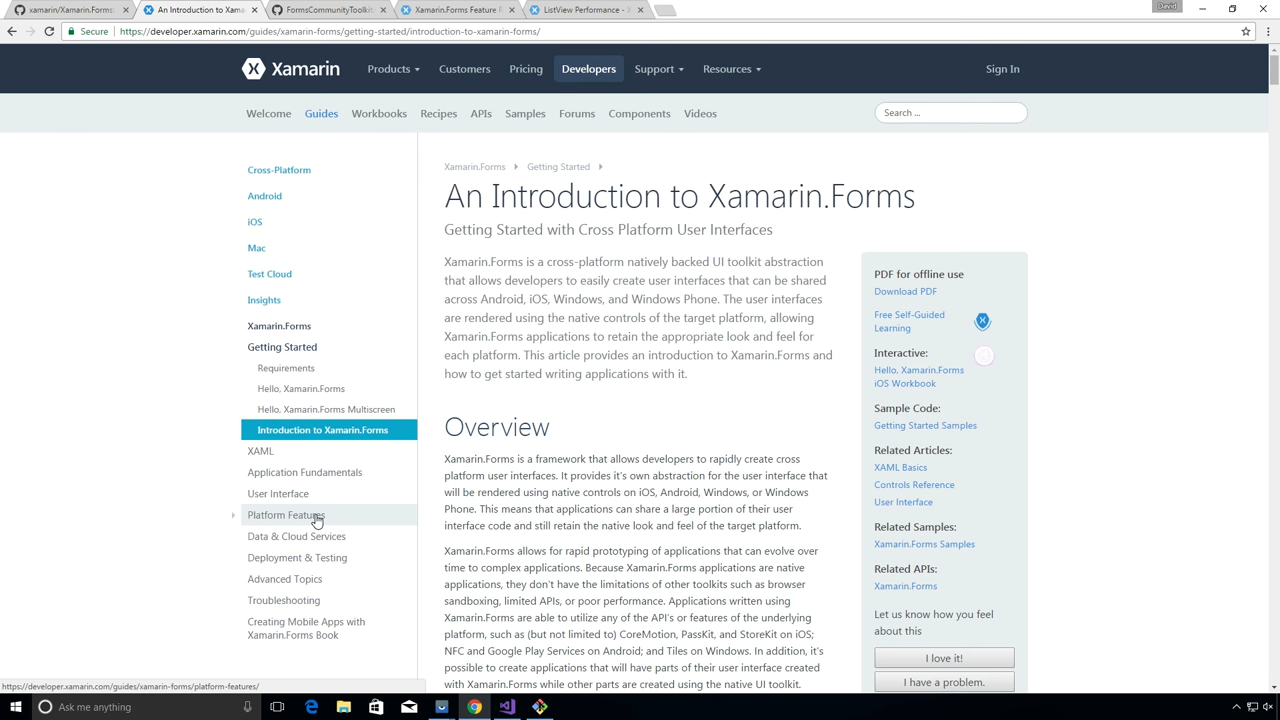 xamarin/Xamarin.Forms
An Introduction to Xama
FormsCommunityToolkit
Xamarin.Forms Feature R
ListView Performance - X
David
Secure
https://developer.xamarin.com/guides/xamarin-forms/getting-started/introduction-to-xamarin-forms/
Xamarin
Products
Customers
Pricing
Developers
Support
Resources
Sign In
Welcome
Guides
Workbooks
Recipes
APIs
Samples
Forums
Components
Videos
Search ...
Cross-Platform
Android
iOS
Mac
Test Cloud
Insights
Xamarin.Forms
Getting Started
Requirements
Hello, Xamarin.Forms
Hello, Xamarin.Forms Multiscreen
Introduction to Xamarin.Forms
XAML
Application Fundamentals
User Interface
Platform Features
Data & Cloud Services
Deployment & Testing
Advanced Topics
Troubleshooting
Creating Mobile Apps with
Xamarin.Forms Book
Xamarin.Forms
Getting Started
An Introduction to Xamarin.Forms
Getting Started with Cross Platform User Interfaces
Xamarin.Forms is a cross-platform natively backed UI toolkit abstraction
that allows developers to easily create user interfaces that can be shared
across Android, iOS, Windows, and Windows Phone. The user interfaces
are rendered using the native controls of the target platform, allowing
Xamarin.Forms applications to retain the appropriate look and feel for
each platform. This article provides an introduction to Xamarin.Forms and
how to get started writing applications with it.
Overview
Xamarin.Forms is a framework that allows developers to rapidly create cross
platform user interfaces. It provides it's own abstraction for the user interface that
will be rendered using native controls on iOS, Android, Windows, or Windows
Phone. This means that applications can share a large portion of their user
interface code and still retain the native look and feel of the target platform.
Xamarin.Forms allows for rapid prototyping of applications that can evolve over
time to complex applications. Because Xamarin.Forms applications are native
applications, they don't have the limitations of other toolkits such as browser
sandboxing, limited APIs, or poor performance. Applications written using
Xamarin.Forms are able to utilize any of the API's or features of the underlying
platform, such as (but not limited to) CoreMotion, PassKit, and StoreKit on iOS;
NFC and Google Play Services on Android; and Tiles on Windows. In addition, it's
possible to create applications that will have parts of their user interface created
with Xamarin.Forms while other parts are created using the native UI toolkit.
PDF for offline use
Download PDF
Free Self-Guided
Learning
Interactive:
Hello, Xamarin.Forms
iOS Workbook
Sample Code:
Getting Started Samples
Related Articles:
XAML Basics
Controls Reference
User Interface
Related Samples:
Xamarin.Forms Samples
Related APIs:
Xamarin.Forms
Let us know how you feel
about this
I love it!
I have a problem.
https://developer.xamarin.com/guides/xamarin-forms/platform-features/
Ask me anything